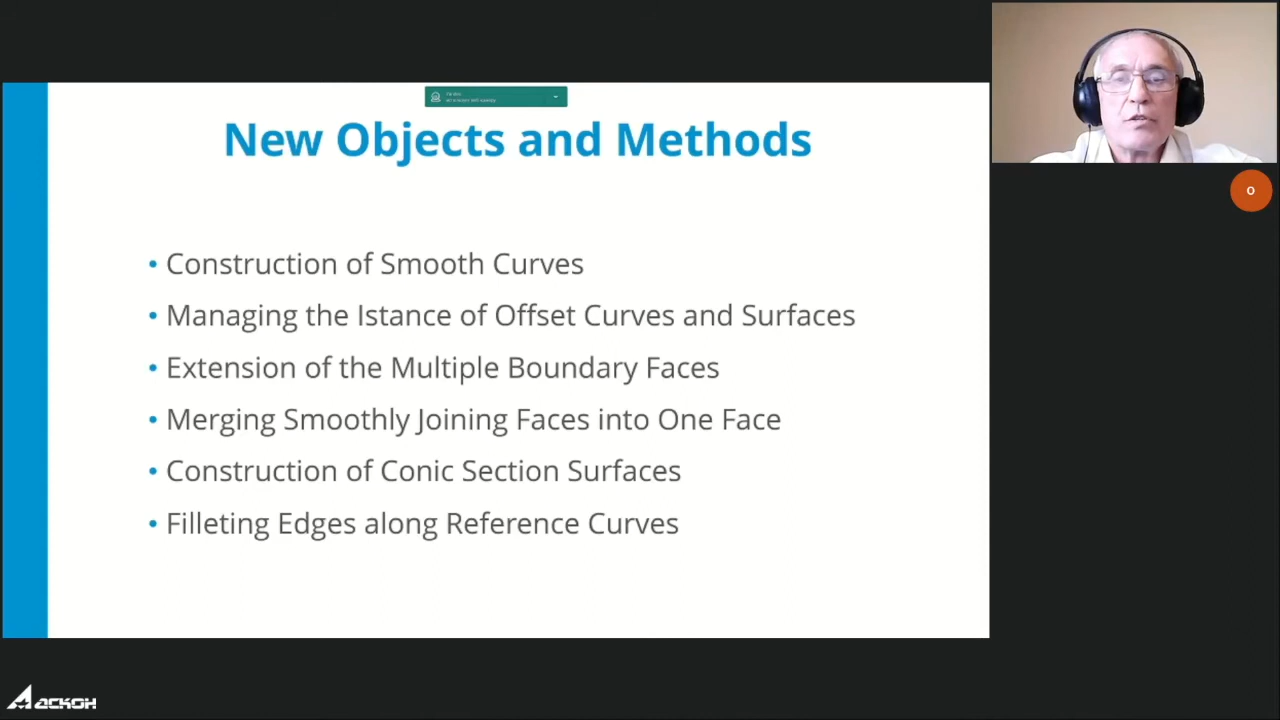 New Objects and Methods
• Construction of Smooth Curves
• Managing the Istance of Offset Curves and Surfaces
• Extension of the Multiple Boundary Faces
• Merging Smoothly Joining Faces into One Face
• Construction of Conic Section Surfaces
• Filleting Edges along Reference Curves
O
АСКОН